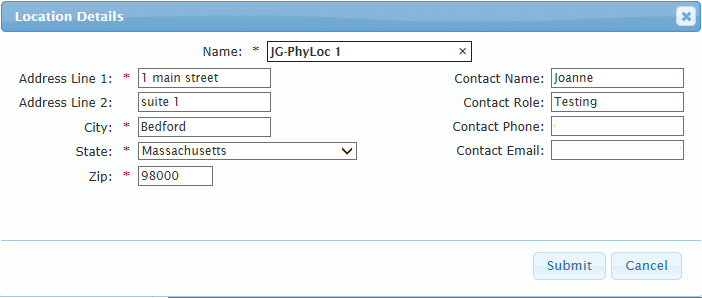 Location Details
Name: * JG-PhyLoc 1 ×
Address Line 1: * 1 main street
Contact Name: Joanne
Address Line 2: suite 1
Contact Role: Testing
City: * Bedford
Contact Phone:
State: * Massachusetts
Contact Email:
Zip: * 98000
Submit Cancel